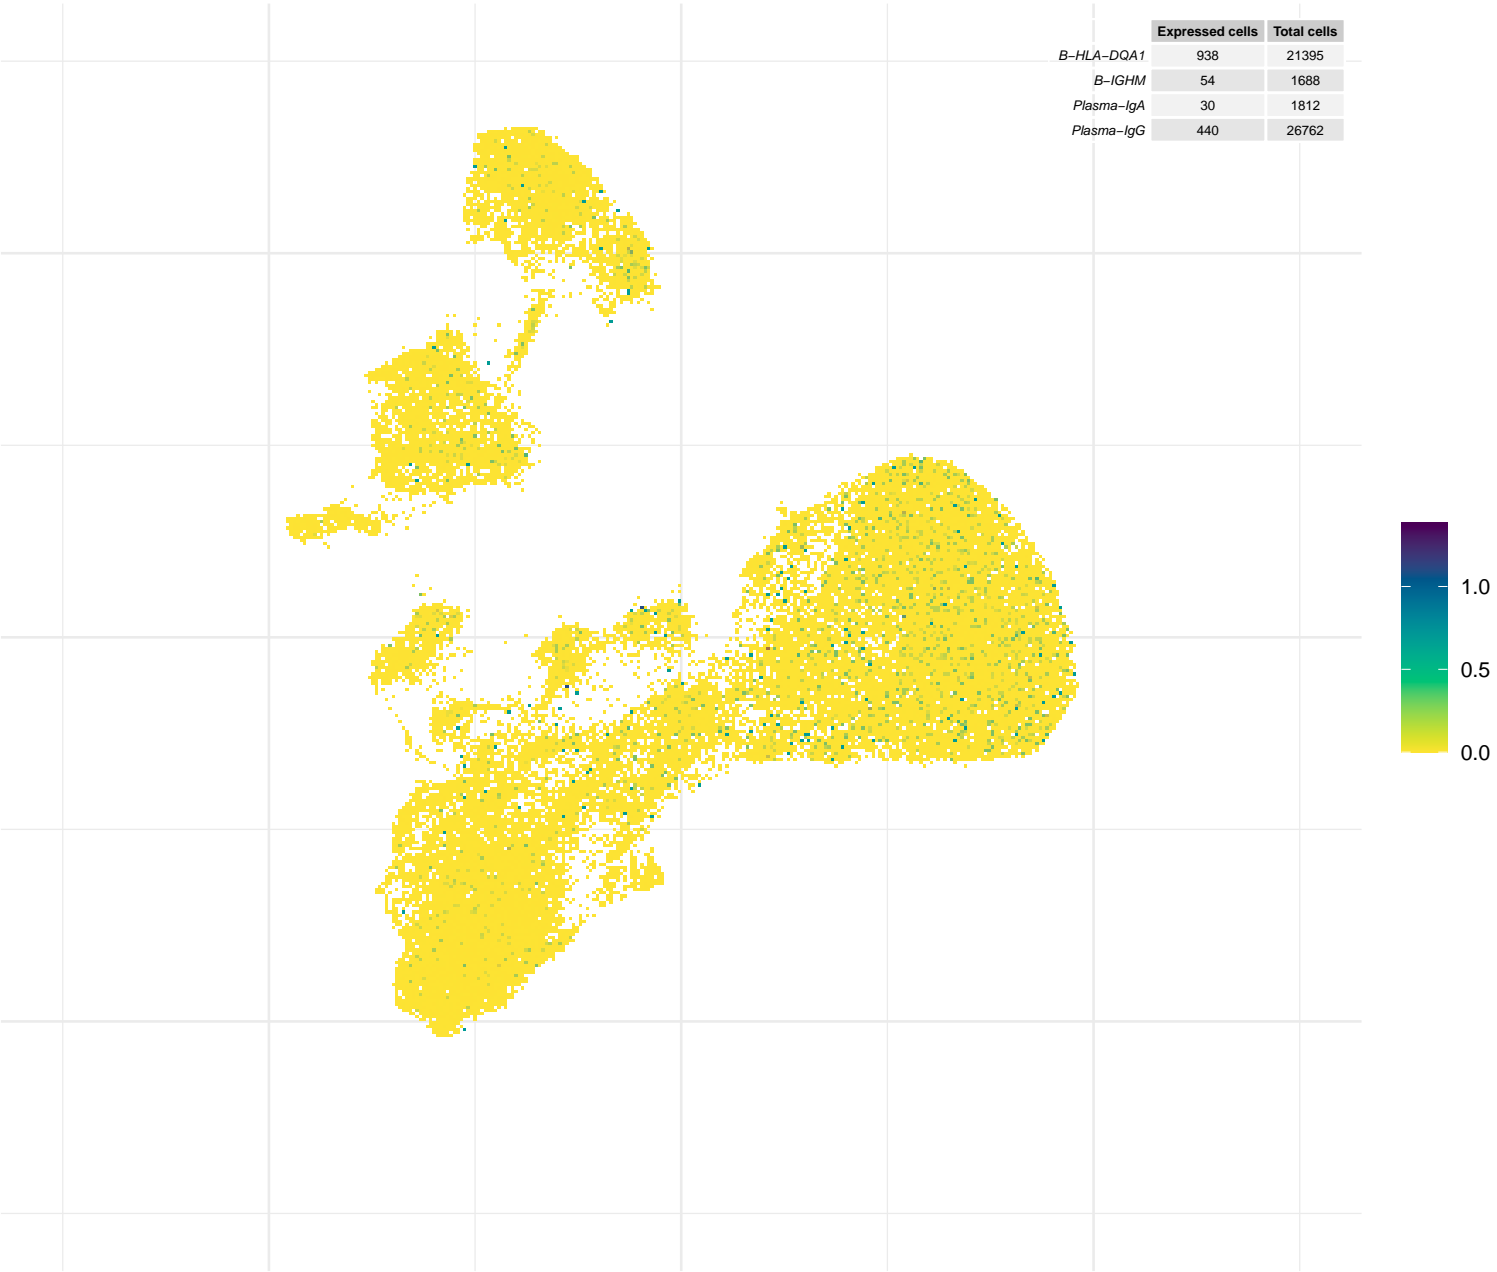 Expressed cells Total cells
B−HLA−DQA1 938 21395
B−IGHM 54 1688
Plasma−IgA 30 1812
Plasma−IgG 440 26762
1.0
0.5
0.0